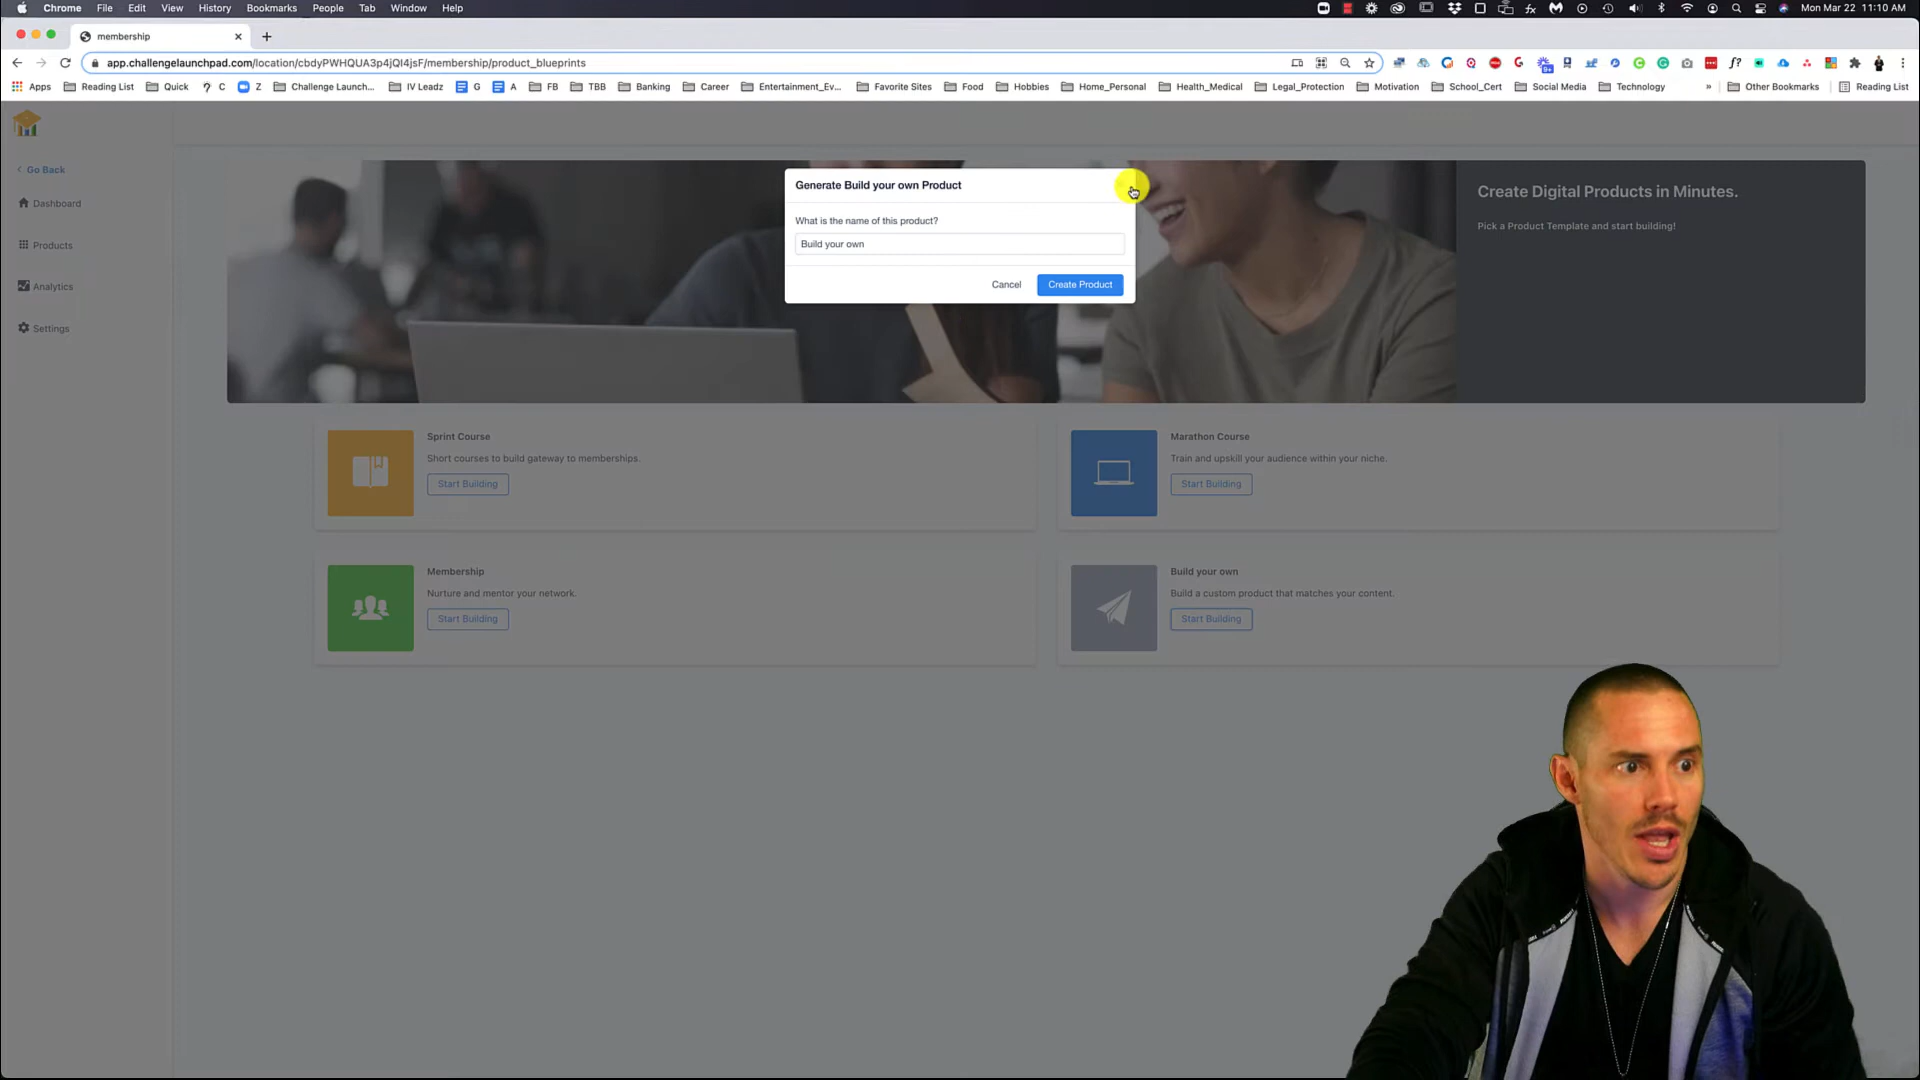 Chrome File Edit View History Bookmarks People Tab Window Help Mon Mar 22 11:10 AM
membership
app.challengelaunchpad.com/location/cbdyPWHQUA3p4jQI4jsF/membership/product_blueprints
Apps Reading List Quick C Z Challenge Launch... IV Leadz G A FB TBB Banking Career Entertainment_Ev... Favorite Sites Food Hobbies Home_Personal Health_Medical Legal_Protection Motivation School_Cert Social Media Technology » Other Bookmarks Reading List
Go Back
Dashboard
Products
Analytics
Settings
Generate Build your own Product
What is the name of this product?
Build your own
Cancel Create Product
Create Digital Products in Minutes.
Pick a Product Template and start building!
Sprint Course
Short courses to build gateway to memberships.
Start Building
Marathon Course
Train and upskill your audience within your niche.
Start Building
Membership
Nurture and mentor your network.
Start Building
Build your own
Build a custom product that matches your content.
Start Building